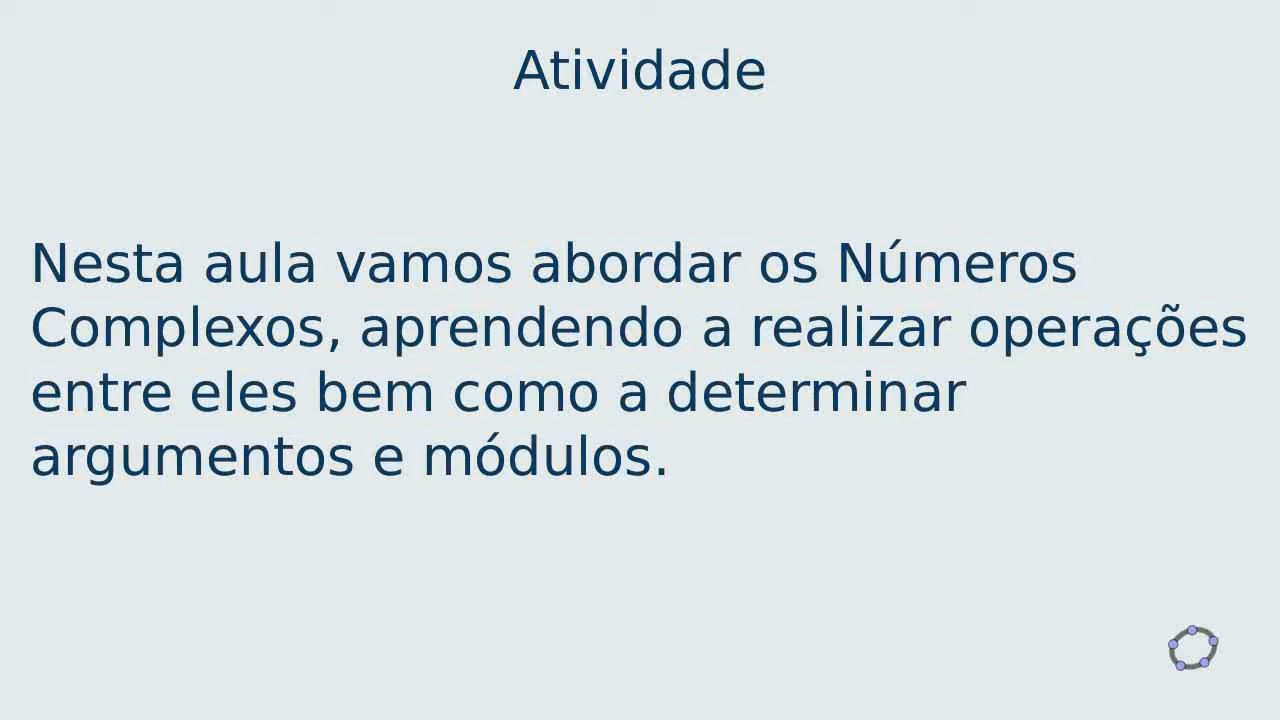 Atividade
Nesta aula vamos abordar os Números
Complexos, aprendendo a realizar operações
entre eles bem como a determinar
argumentos e módulos.